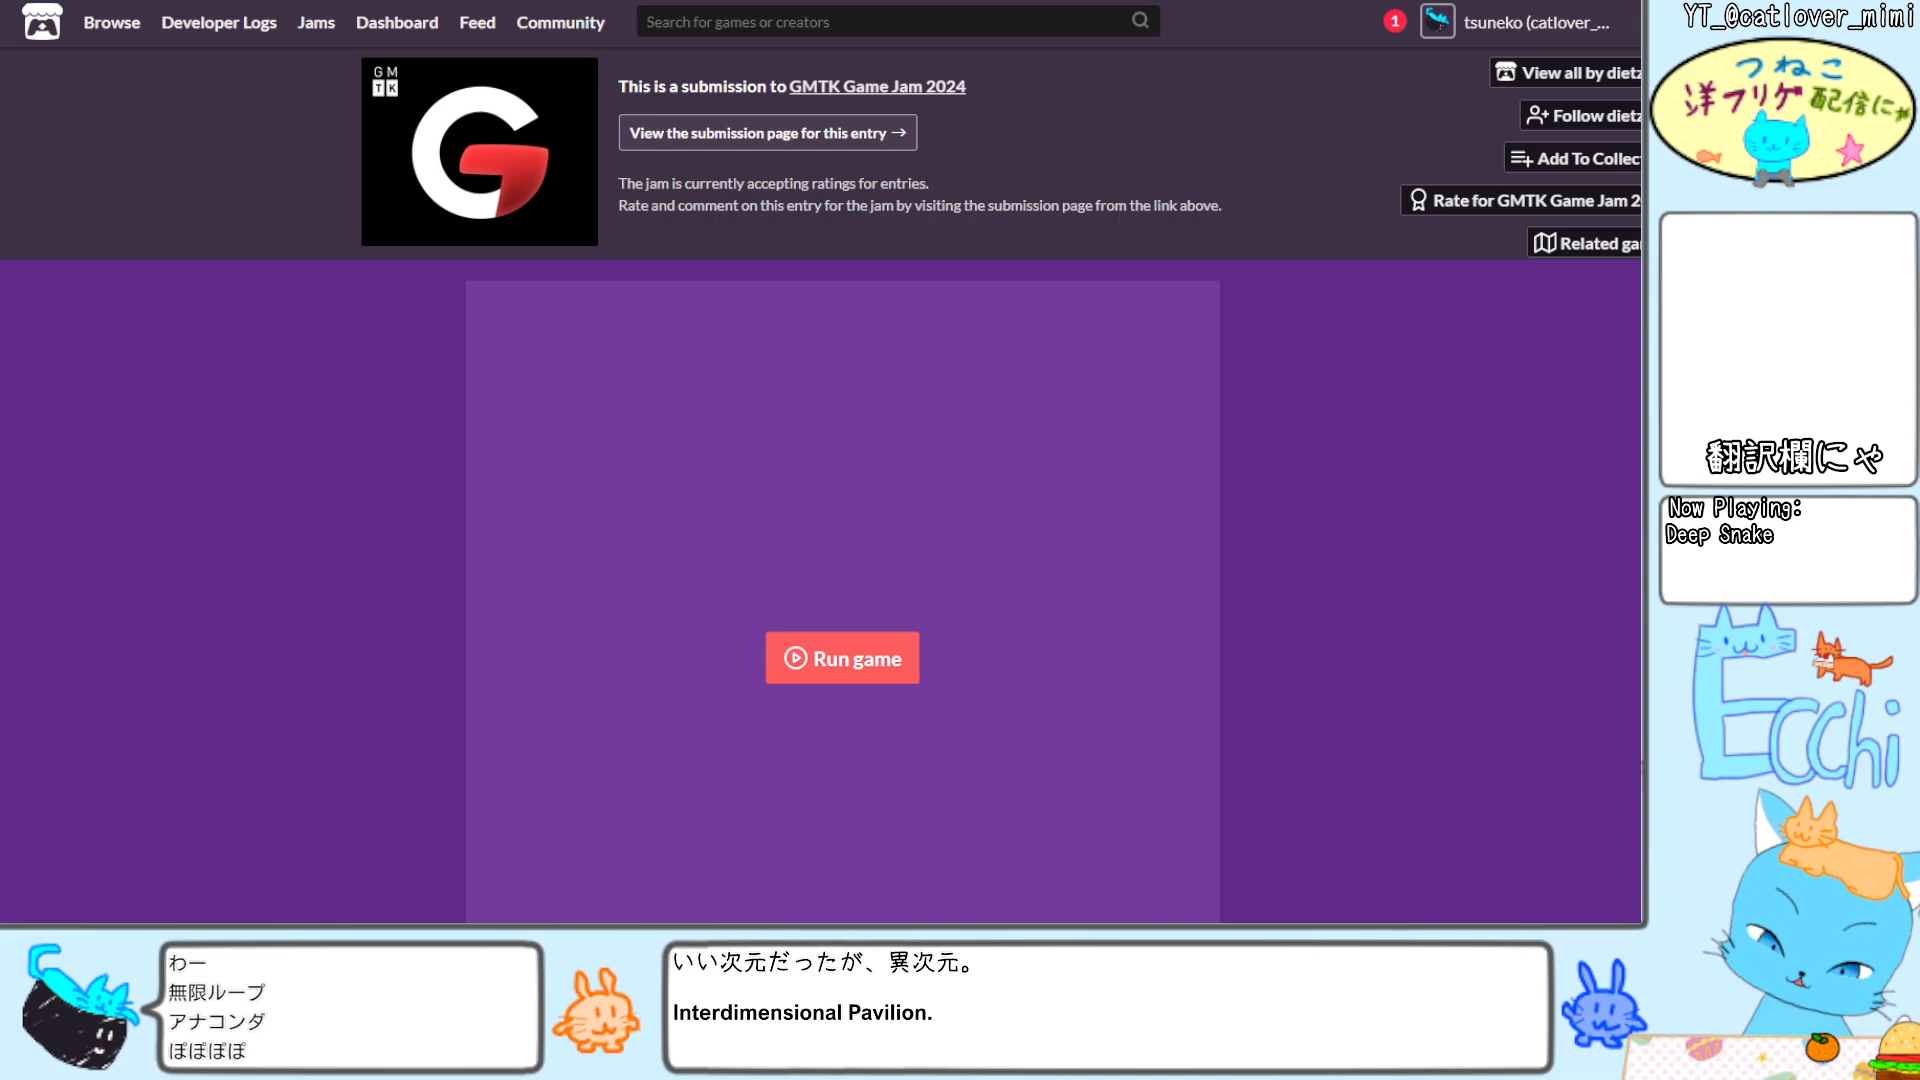 Browse Developer Logs Jams Dashboard Feed Community Search for games or creators 1 tsuneko (catlover_...
GM
TK
This is a submission to GMTK Game Jam 2024
View the submission page for this entry →
The jam is currently accepting ratings for entries.
Rate and comment on this entry for the jam by visiting the submission page from the link above.
View all by dietz
Follow dietz
Add To Collec
Rate for GMTK Game Jam 2
Related ga
Run game
YT_@catlover_mimi
つねこ
洋フリゲ配信にゃ
翻訳欄にゃ
Now Playing:
Deep Snake
Ecchi
わー
無限ループ
アナコンダ
ぽぽぽぽ
いい次元だったが、異次元。
Interdimensional Pavilion.